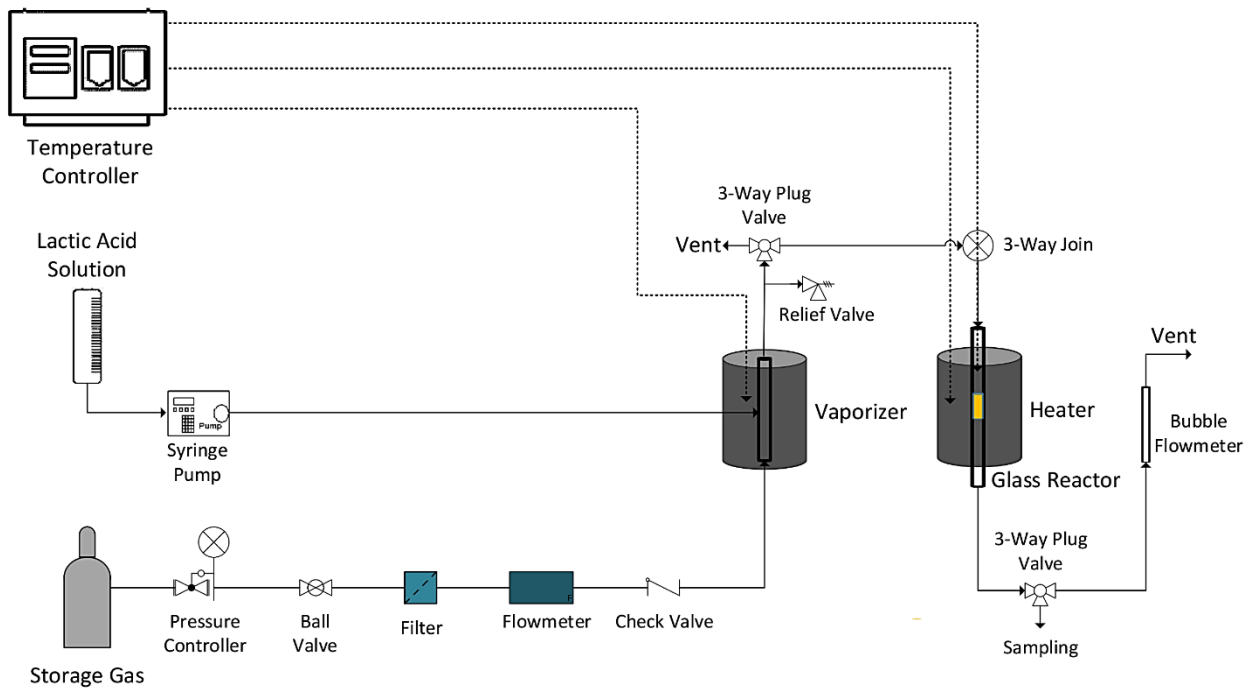 Temperature
Controller
Lactic Acid
Solution
3-Way Plug
Valve
Vent
3-Way Join
Relief Valve
Pump
Syringe
Pump
Vaporizer
Heater
Vent
Bubble
Flowmeter
Glass Reactor
3-Way Plug
Valve
Sampling
Pressure
Controller
Ball
Valve
Filter
F
Flowmeter
Check Valve
Storage Gas